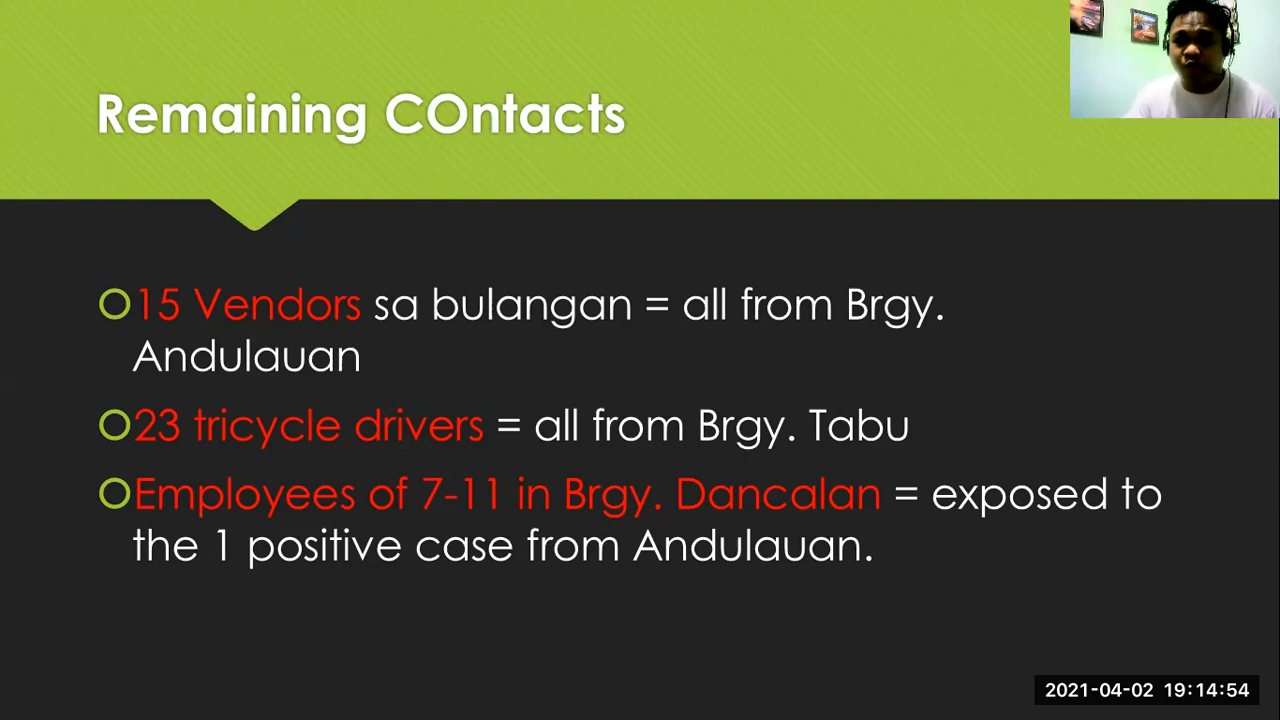 Remaining COntacts
15 Vendors sa bulangan = all from Brgy.
Andulauan
23 tricycle drivers = all from Brgy. Tabu
Employees of 7-11 in Brgy. Dancalan = exposed to
the 1 positive case from Andulauan.
2021-04-02 19:14:54